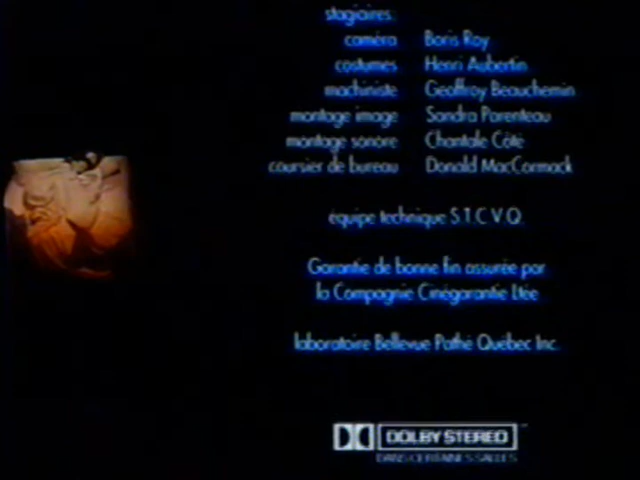 stagiaires:
caméra Boris Roy
costumes Henri Aubertin
machiniste Geoffroy Beauchemin
montage image Sandra Parenteau
montage sonore Chantale Côté
coursier de bureau Donald MacCormack
équipe technique S.T.C.V.Q.
Garantie de bonne fin assurée par
la Compagnie Cinégarantie Ltée
laboratoire Bellevue Pathé Québec Inc.
DOLBY STEREO
DANS CERTAINES SALLES